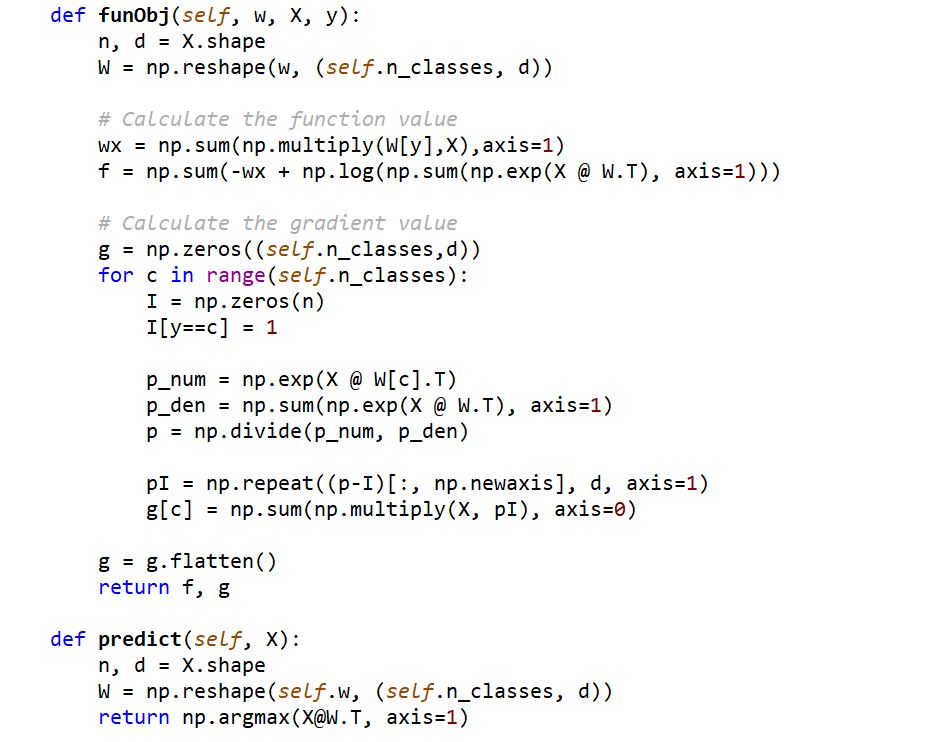 def funObj(self, w, X, y):
    n, d = X.shape
    W = np.reshape(w, (self.n_classes, d))

    # Calculate the function value
    wx = np.sum(np.multiply(W[y],X),axis=1)
    f = np.sum(-wx + np.log(np.sum(np.exp(X @ W.T), axis=1)))

    # Calculate the gradient value
    g = np.zeros((self.n_classes,d))
    for c in range(self.n_classes):
        I = np.zeros(n)
        I[y==c] = 1

        p_num = np.exp(X @ W[c].T)
        p_den = np.sum(np.exp(X @ W.T), axis=1)
        p = np.divide(p_num, p_den)

        pI = np.repeat((p-I)[:, np.newaxis], d, axis=1)
        g[c] = np.sum(np.multiply(X, pI), axis=0)

    g = g.flatten()
    return f, g

def predict(self, X):
    n, d = X.shape
    W = np.reshape(self.w, (self.n_classes, d))
    return np.argmax(X@W.T, axis=1)